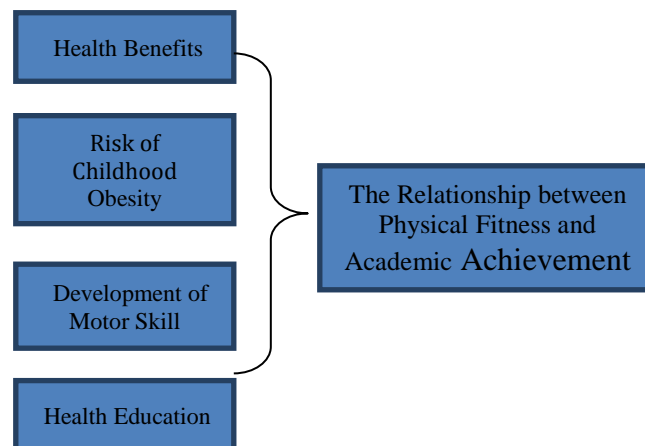 Health Benefits
Risk of
Childhood
Obesity
Development of
Motor Skill
Health Education
The Relationship between
Physical Fitness and
Academic Achievement